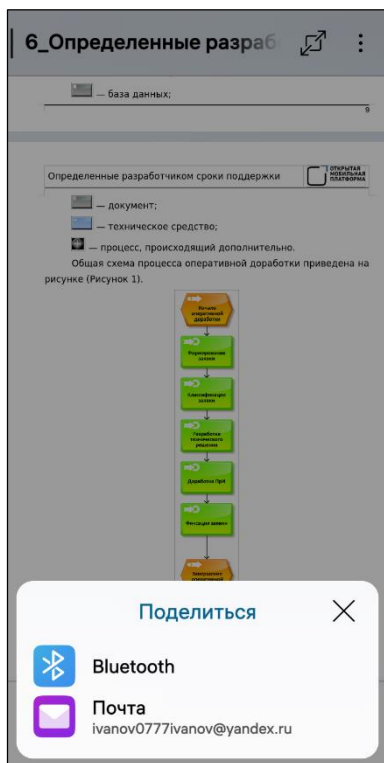 6_Определенные разраб
— база данных;
9
Определенные разработчиком сроки поддержки
ОТКРЫТАЯ
МОБИЛЬНАЯ
ПЛАТФОРМА
— документ;
— техническое средство;
— процесс, происходящий дополнительно.
Общая схема процесса оперативной доработки приведена на
рисунке (Рисунок 1).
Начало
оперативной
доработки
Формирование
заявки
Классификация
заявки
Разработка
технического
решения
Доработка ПрИ
Фиксация заявки
Завершение
оперативной
Поделиться
Bluetooth
Почта
ivanov0777ivanov@yandex.ru